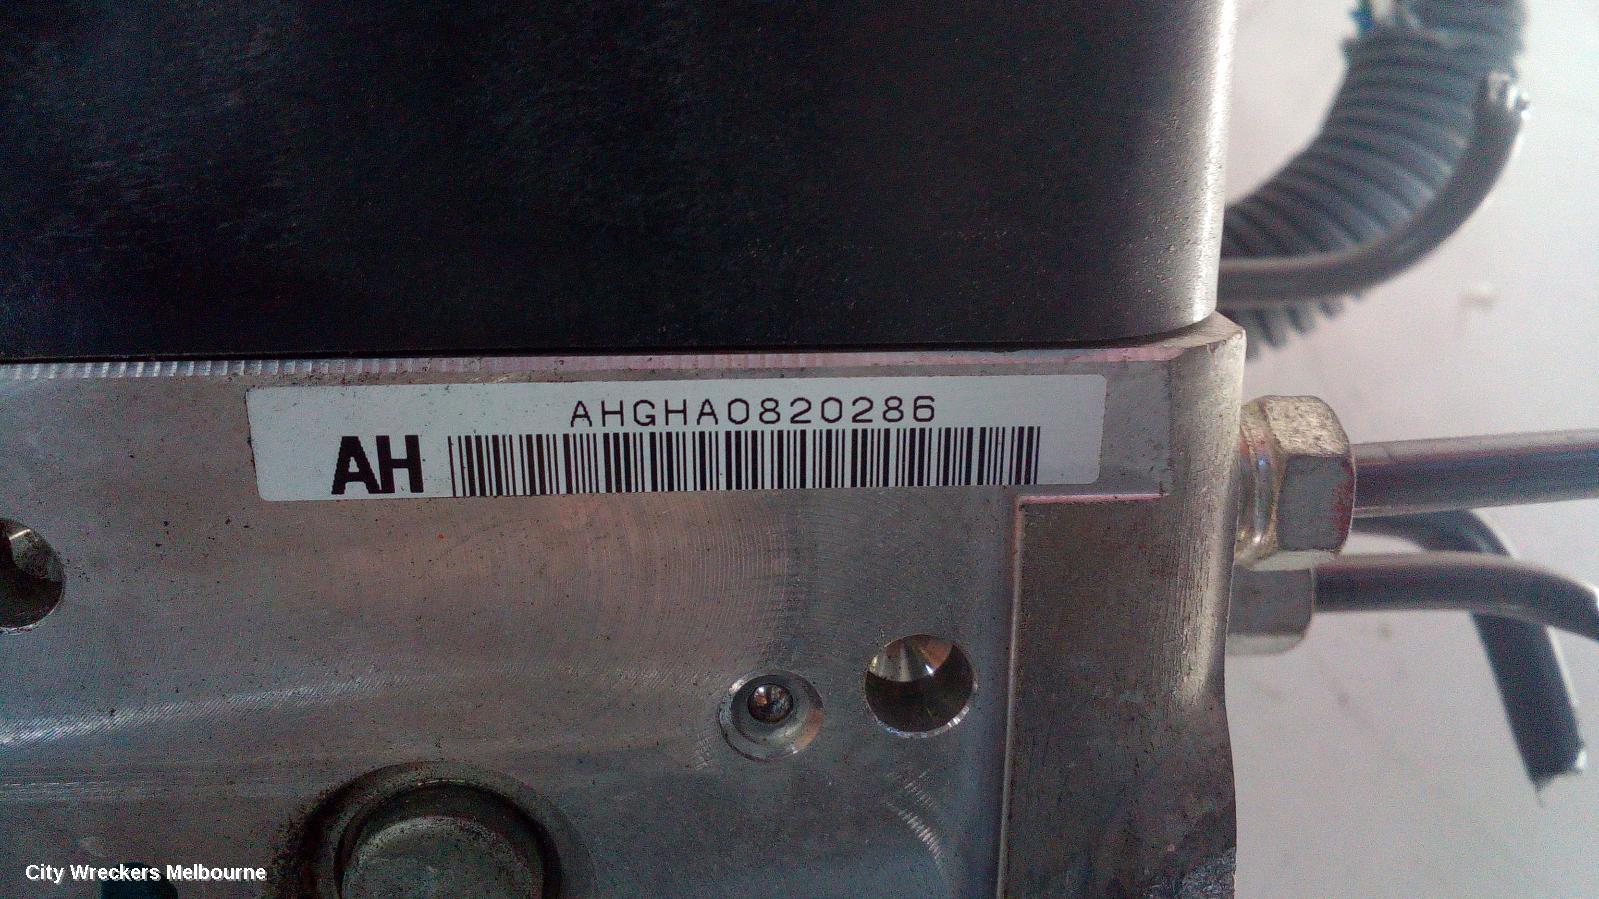 AHGHA0820286
AH
City Wreckers Melbourne